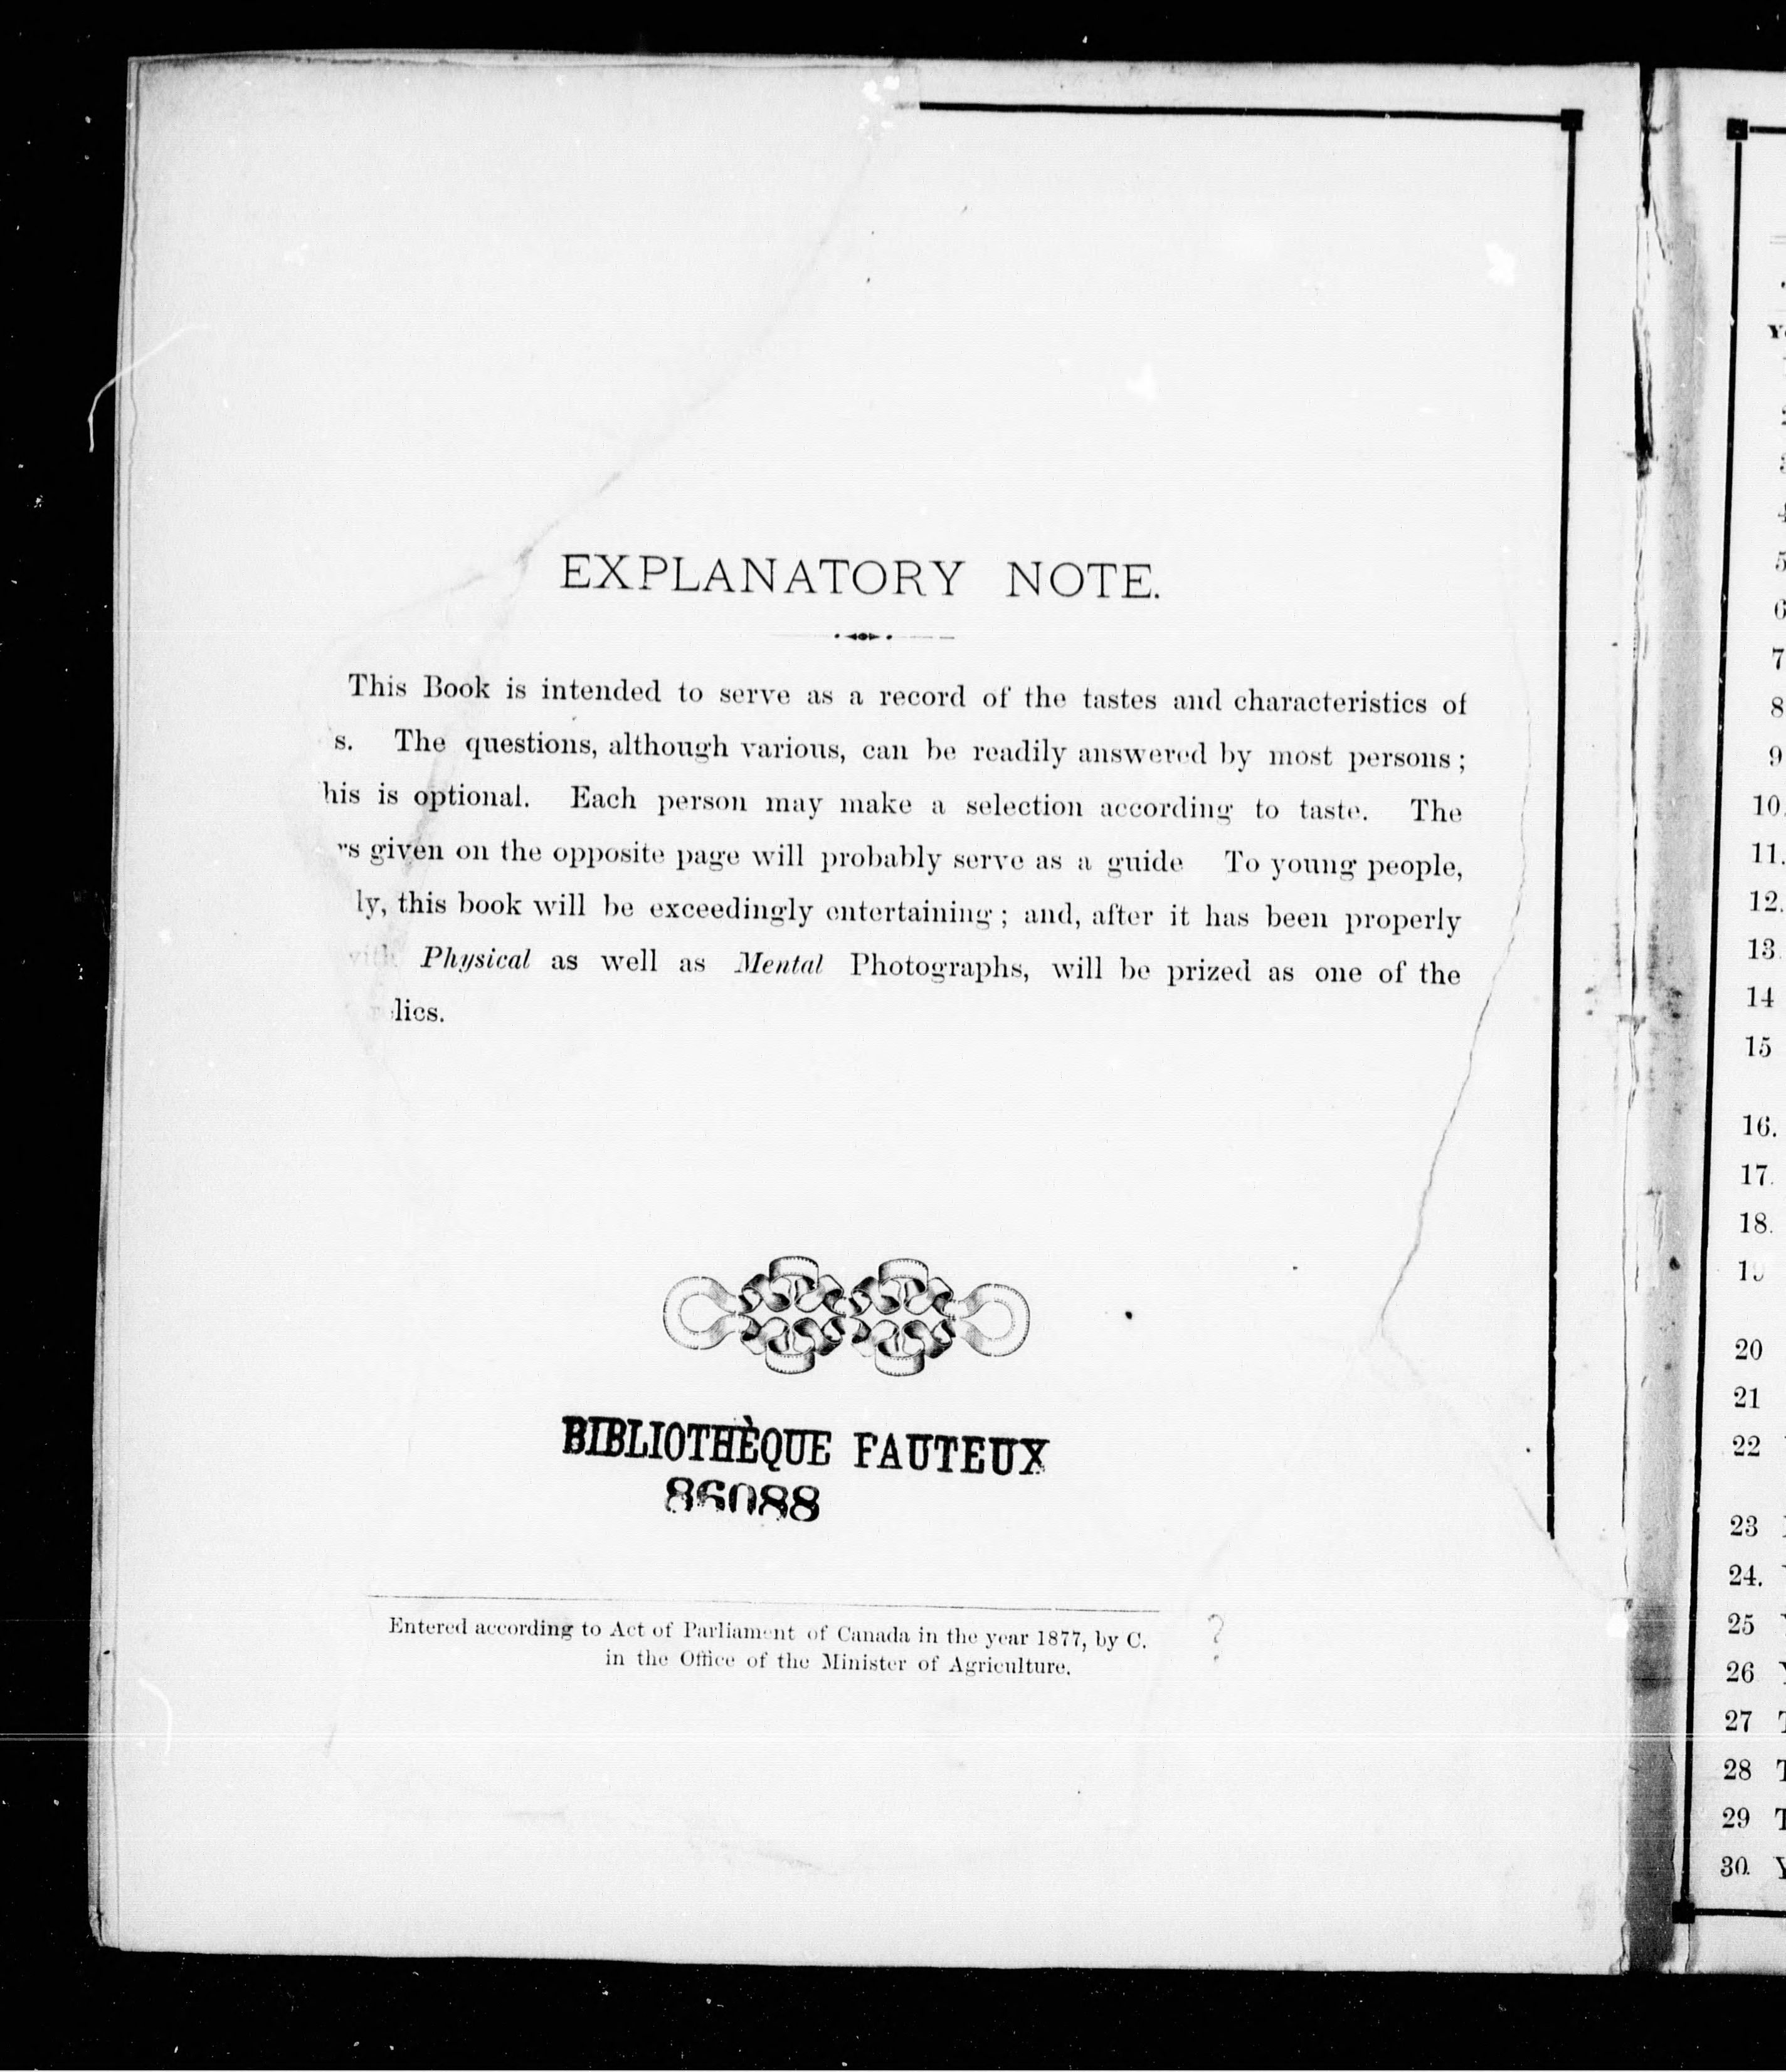 EXPLANATORY NOTE.
This Book is intended to serve as a record of the tastes and characteristics of
s. The questions, although various, can be readily answered by most persons;
his is optional. Each person may make a selection according to taste. The
rs given on the opposite page will probably serve as a guide To young people,
ly, this book will be exceedingly entertaining; and, after it has been properly
with Physical as well as Mental Photographs, will be prized as one of the
relics.
BIBLIOTHÈQUE FAUTEUX
86088
Entered according to Act of Parliament of Canada in the year 1877, by C.
in the Office of the Minister of Agriculture.
?
5
6
7
8
9
10.
11.
12.
13.
14
15
16.
17.
18.
19
20
21
22
23
24.
25
26
27
28
29
30.